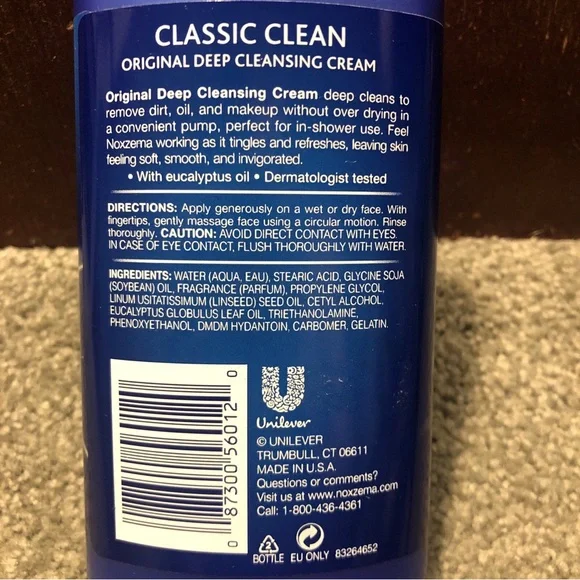 CLASSIC CLEAN
ORIGINAL DEEP CLEANSING CREAM
Original Deep Cleansing Cream deep cleans to
remove dirt, oil, and makeup without over drying in
a convenient pump, perfect for in-shower use. Feel
Noxzema working as it tingles and refreshes, leaving skin
feeling soft, smooth, and invigorated.
• With eucalyptus oil • Dermatologist tested
DIRECTIONS: Apply generously on a wet or dry face. With
fingertips, gently massage face using a circular motion. Rinse
thoroughly. CAUTION: AVOID DIRECT CONTACT WITH EYES.
IN CASE OF EYE CONTACT, FLUSH THOROUGHLY WITH WATER.
INGREDIENTS: WATER (AQUA, EAU), STEARIC ACID, GLYCINE SOJA
(SOYBEAN) OIL, FRAGRANCE (PARFUM), PROPYLENE GLYCOL,
LINUM USITATISSIMUM (LINSEED) SEED OIL, CETYL ALCOHOL,
EUCALYPTUS GLOBULUS LEAF OIL, TRIETHANOLAMINE,
PHENOXYETHANOL, DMDM HYDANTOIN, CARBOMER, GELATIN.
0 87300 56012 0
Unilever
© UNILEVER
TRUMBULL, CT 06611
MADE IN U.S.A.
Questions or comments?
Visit us at www.noxzema.com
Call: 1-800-436-4361
2
BOTTLE EU ONLY 83264652